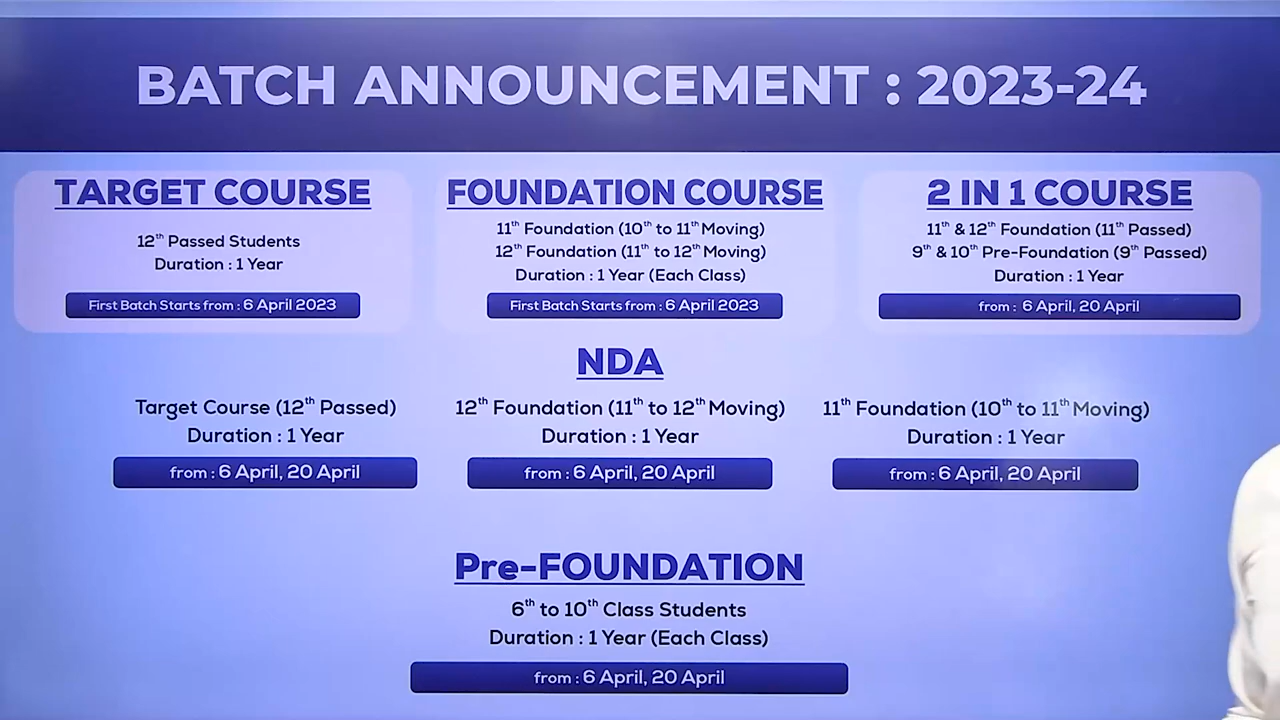 BATCH ANNOUNCEMENT : 2023-24
TARGET COURSE
12th Passed Students
Duration : 1 Year
First Batch Starts from : 6 April 2023
FOUNDATION COURSE
11th Foundation (10th to 11th Moving)
12th Foundation (11th to 12th Moving)
Duration : 1 Year (Each Class)
First Batch Starts from : 6 April 2023
2 IN 1 COURSE
11th & 12th Foundation (11th Passed)
9th & 10th Pre-Foundation (9th Passed)
Duration : 1 Year
from : 6 April, 20 April
NDA
Target Course (12th Passed)
Duration : 1 Year
from : 6 April, 20 April
12th Foundation (11th to 12th Moving)
Duration : 1 Year
from : 6 April, 20 April
11th Foundation (10th to 11th Moving)
Duration : 1 Year
from : 6 April, 20 April
Pre-FOUNDATION
6th to 10th Class Students
Duration : 1 Year (Each Class)
from : 6 April, 20 April